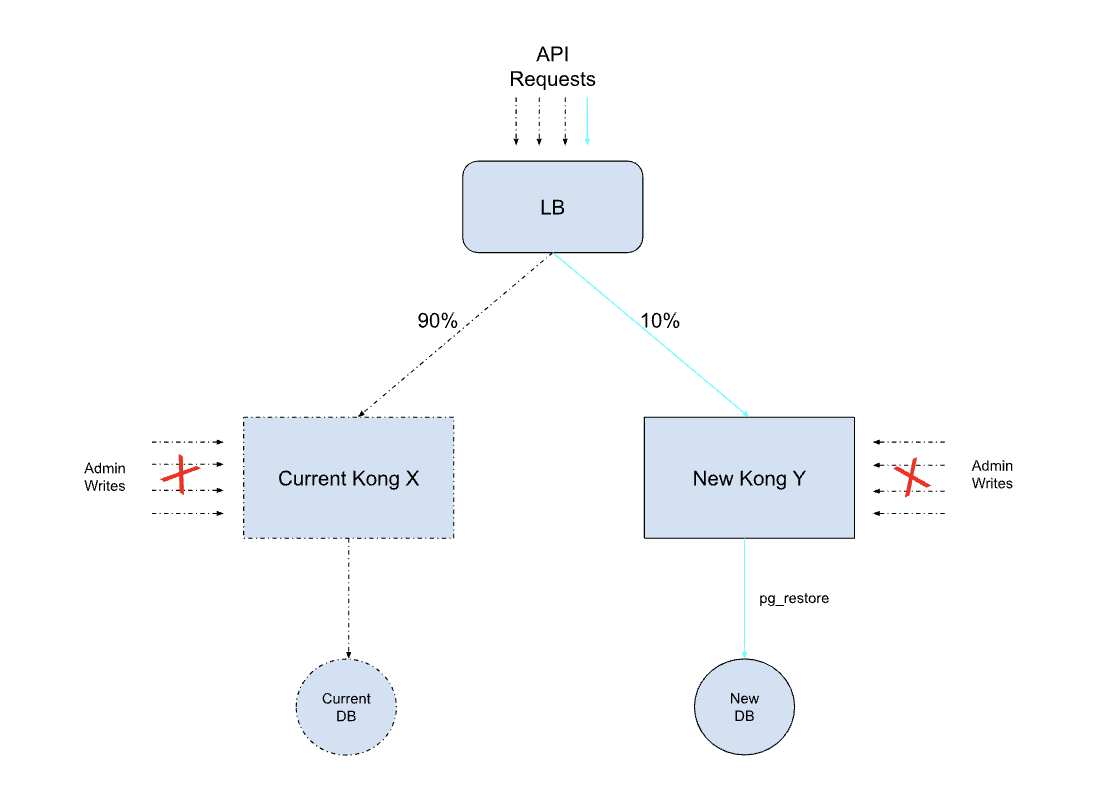 API
Requests
LB
90%
10%
Current Kong X
New Kong Y
Admin
Writes
Admin
Writes
pg_restore
Current
DB
New
DB